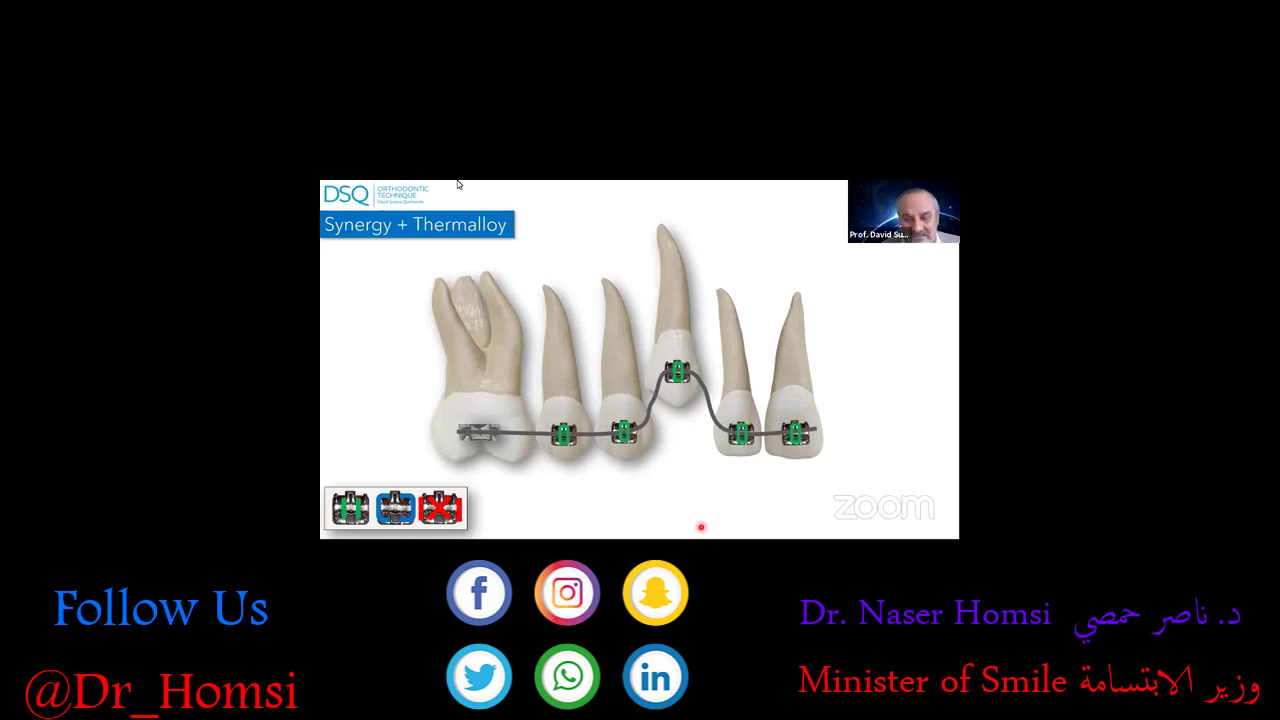 DSQ ORTHODONTIC
TECHNIQUE
Synergy + Thermalloy
Prof. David Su...
zoom
Follow Us
@Dr_Homsi
Dr. Naser Homsi د. ناصر حمصي
Minister of Smile وزير الابتسامة